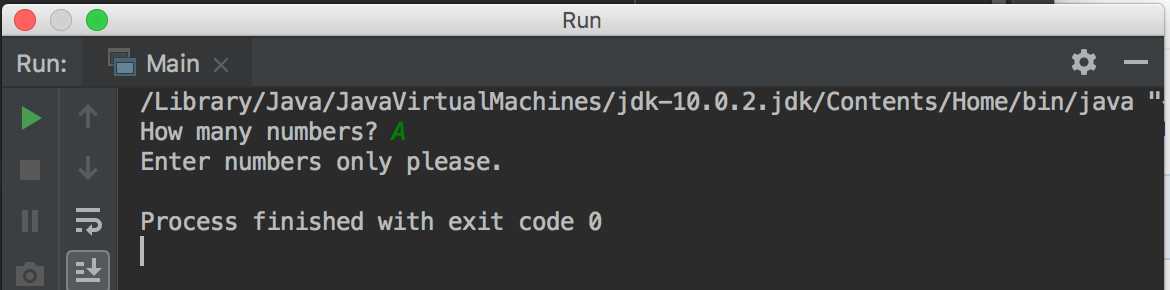 Run
Run: Main
/Library/Java/JavaVirtualMachines/jdk-10.0.2.jdk/Contents/Home/bin/java "
How many numbers? A
Enter numbers only please.
Process finished with exit code 0